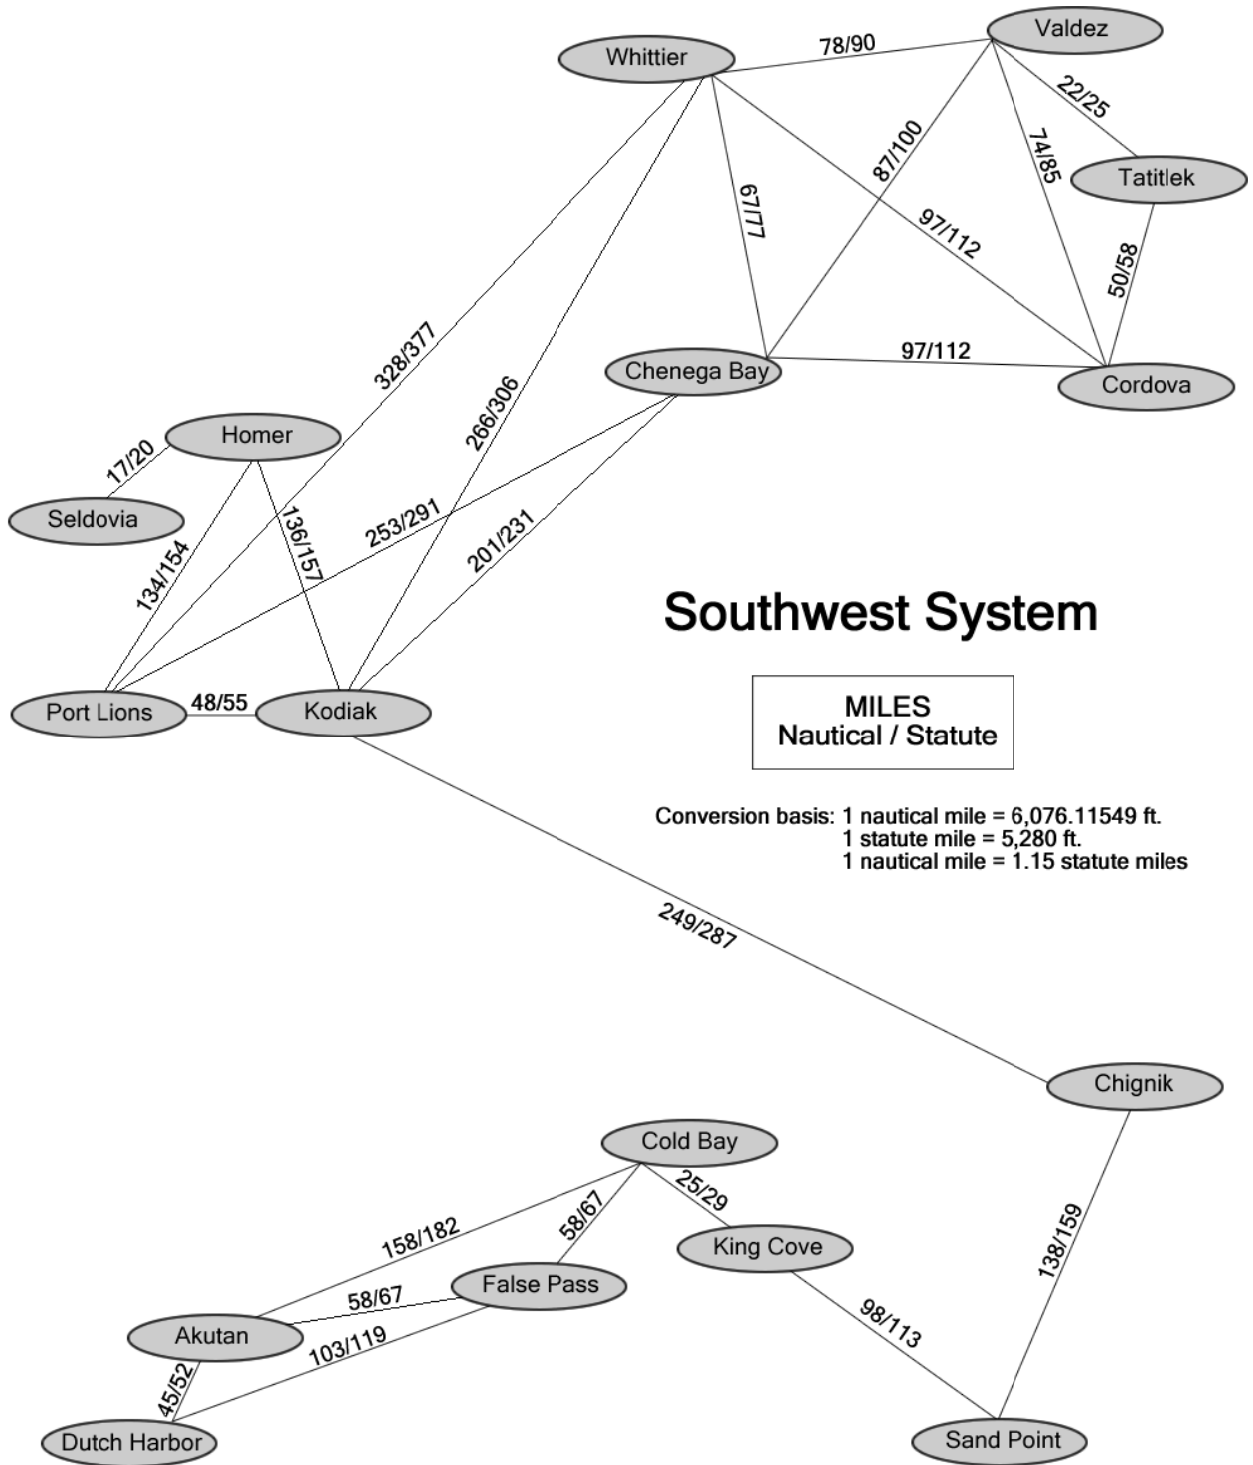 Valdez
Whittier
78/90
22/25
87/100
74/85
Tatitlek
67/77
97/112
50/58
328/377
97/112
Chenega Bay
Cordova
266/306
Homer
17/20
Seldovia
253/291
136/157
201/231
134/154
Southwest System
48/55
Port Lions
Kodiak
MILES
Nautical / Statute
Conversion basis: 1 nautical mile = 6,076.11549 ft.
1 statute mile = 5,280 ft.
1 nautical mile = 1.15 statute miles
249/287
Chignik
Cold Bay
25/29
58/67
158/182
King Cove
138/159
False Pass
58/67
98/113
Akutan
103/119
45/52
Dutch Harbor
Sand Point